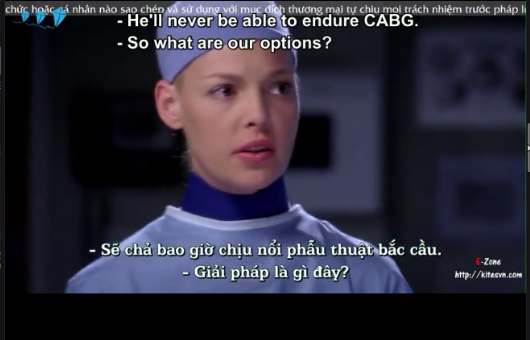 chức hoặc cá nhân nào sao chép và sử dụng với mục đích thương mại tự chịu mọi trách nhiệm trước pháp l
- He'll never be able to endure CABG.
- So what are our options?
- Sẽ chả bao giờ chịu nổi phẫu thuật bắc cầu.
- Giải pháp là gì đây?
E-Zone
http://kitesvn.com